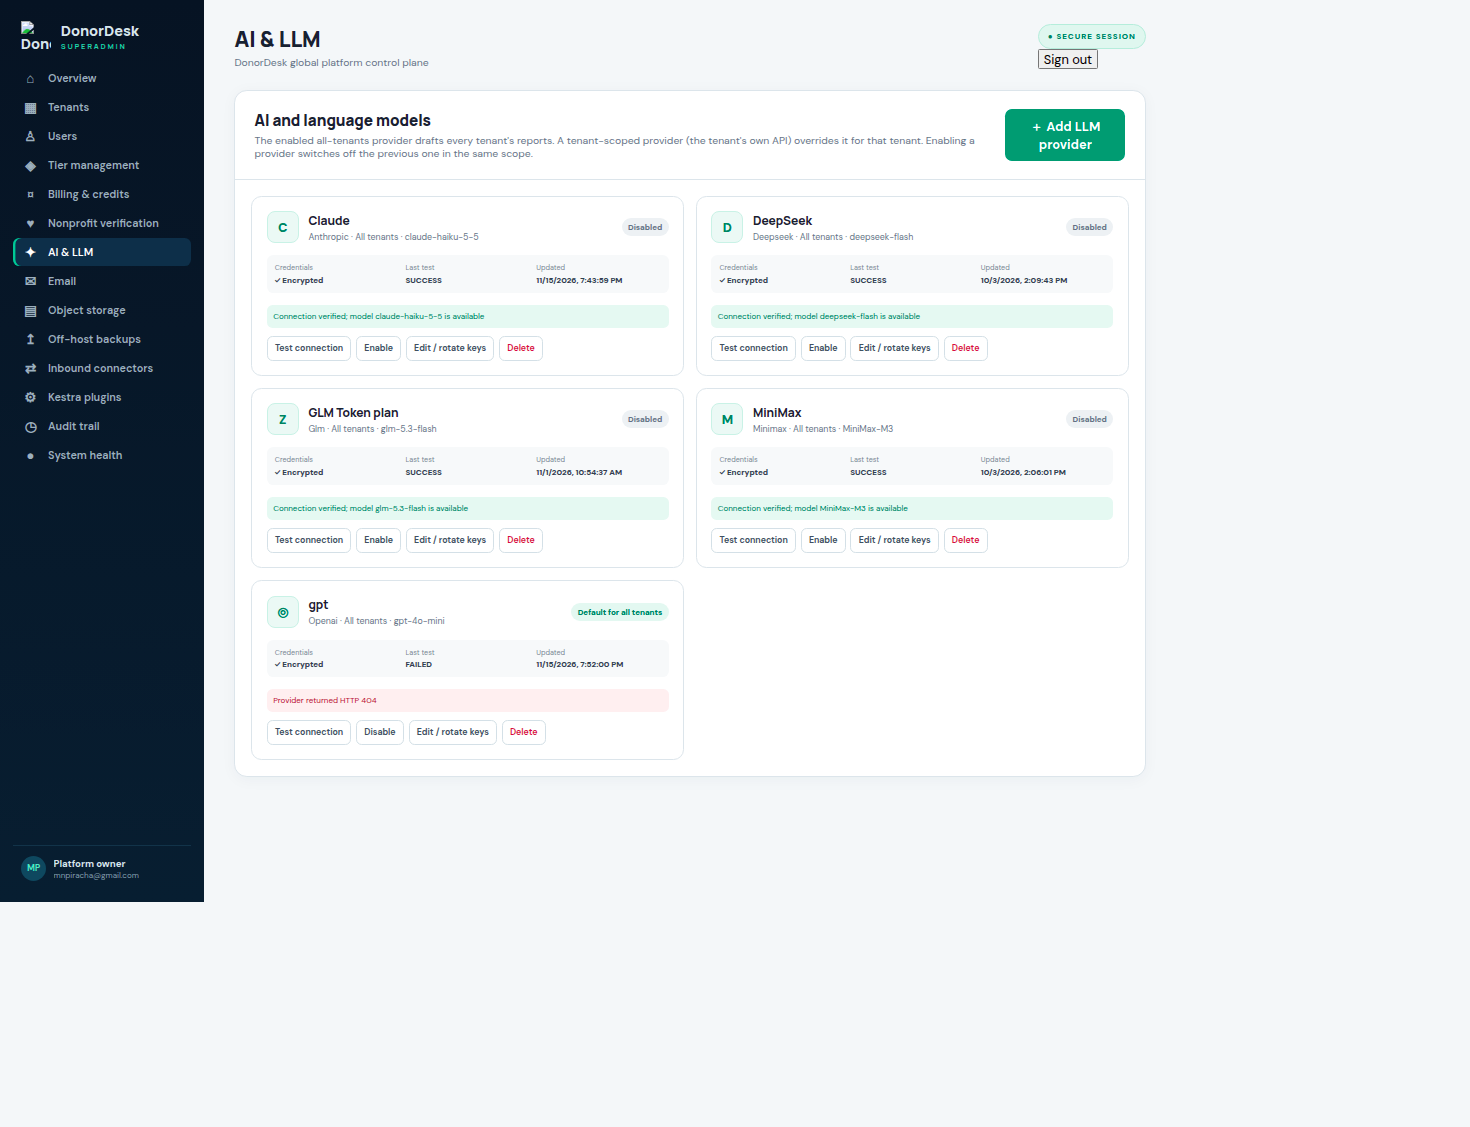 Dono
DonorDesk
SUPERADMIN
Overview
Tenants
Users
Tier management
Billing & credits
Nonprofit verification
AI & LLM
Email
Object storage
Off-host backups
Inbound connectors
Kestra plugins
Audit trail
System health
MP
Platform owner
mnpiracha@gmail.com
AI & LLM
DonorDesk global platform control plane
● SECURE SESSION
Sign out
AI and language models
The enabled all-tenants provider drafts every tenant's reports. A tenant-scoped provider (the tenant's own API) overrides it for that tenant. Enabling a
provider switches off the previous one in the same scope.
+ Add LLM
provider
C
Claude
Anthropic · All tenants · claude-haiku-5-5
Disabled
Credentials Last test Updated
✓ Encrypted SUCCESS 11/15/2026, 7:43:59 PM
Connection verified; model claude-haiku-5-5 is available
Test connection Enable Edit / rotate keys Delete
D
DeepSeek
Deepseek · All tenants · deepseek-flash
Disabled
Credentials Last test Updated
✓ Encrypted SUCCESS 10/3/2026, 2:09:43 PM
Connection verified; model deepseek-flash is available
Test connection Enable Edit / rotate keys Delete
Z
GLM Token plan
Glm · All tenants · glm-5.3-flash
Disabled
Credentials Last test Updated
✓ Encrypted SUCCESS 11/1/2026, 10:54:37 AM
Connection verified; model glm-5.3-flash is available
Test connection Enable Edit / rotate keys Delete
M
MiniMax
Minimax · All tenants · MiniMax-M3
Disabled
Credentials Last test Updated
✓ Encrypted SUCCESS 10/3/2026, 2:06:01 PM
Connection verified; model MiniMax-M3 is available
Test connection Enable Edit / rotate keys Delete
gpt
Openai · All tenants · gpt-4o-mini
Default for all tenants
Credentials Last test Updated
✓ Encrypted FAILED 11/15/2026, 7:52:00 PM
Provider returned HTTP 404
Test connection Disable Edit / rotate keys Delete